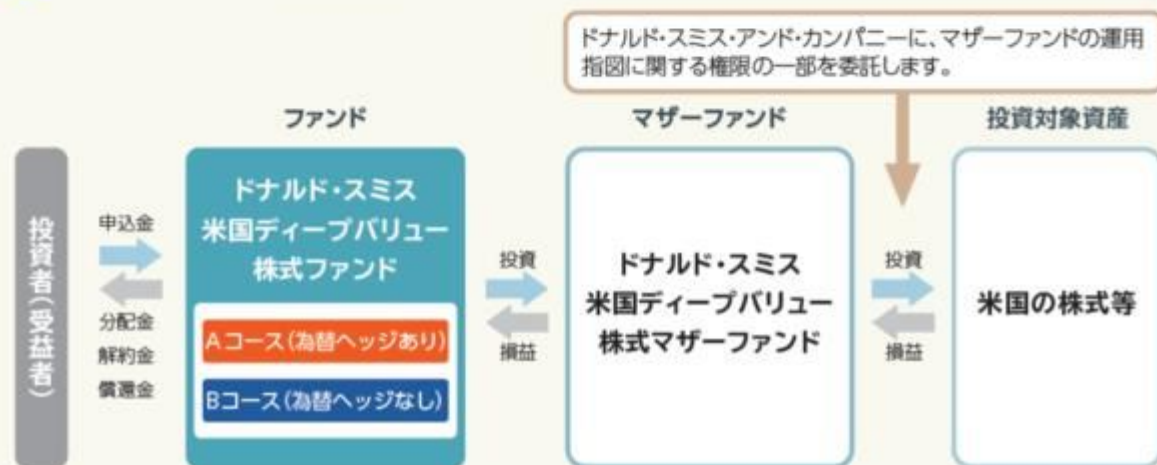 ドナルド・スミス・アンド・カンパニーに、マザーファンドの運用
指図に関する権限の一部を委託します。
ファンド
マザーファンド
投資対象資産
投資者(受益者)
申込金
分配金
解約金
償還金
ドナルド・スミス
米国ディープバリュー
株式ファンド
Aコース(為替ヘッジあり)
Bコース(為替ヘッジなし)
投資
損益
ドナルド・スミス
米国ディープバリュー
株式マザーファンド
投資
損益
米国の株式等